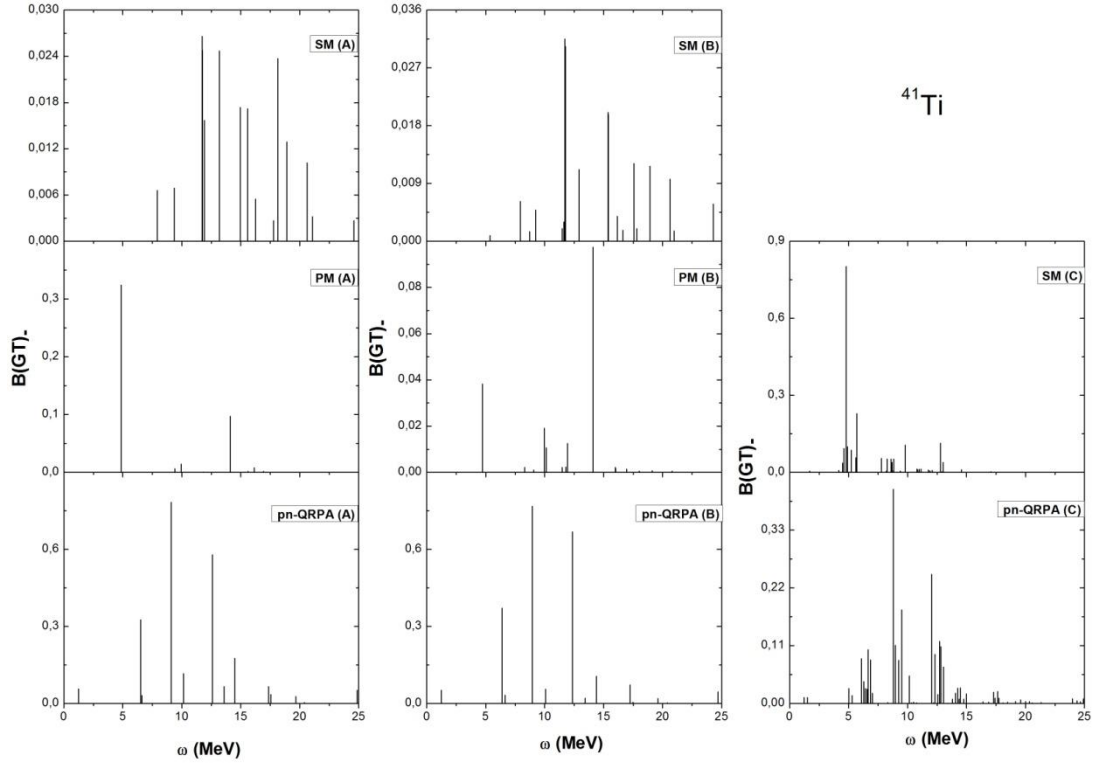 0,030
0,024
0,018
0,012
0,006
0,000
SM (A)
0,036
0,027
0,018
0,009
0,000
SM (B)
⁴¹Ti
0,3
0,1
0,0
PM (A)
B(GT)-
0,08
0,06
0,04
0,02
0,00
PM (B)
B(GT)-
0,9
0,6
0,3
0,0
SM (C)
B(GT)-
0,6
0,3
0,0
pn-QRPA (A)
0 5 10 15 20 25
ω (MeV)
0,6
0,3
0,0
pn-QRPA (B)
0 5 10 15 20 25
ω (MeV)
0,33
0,22
0,11
0,00
pn-QRPA (C)
0 5 10 15 20 25
ω (MeV)